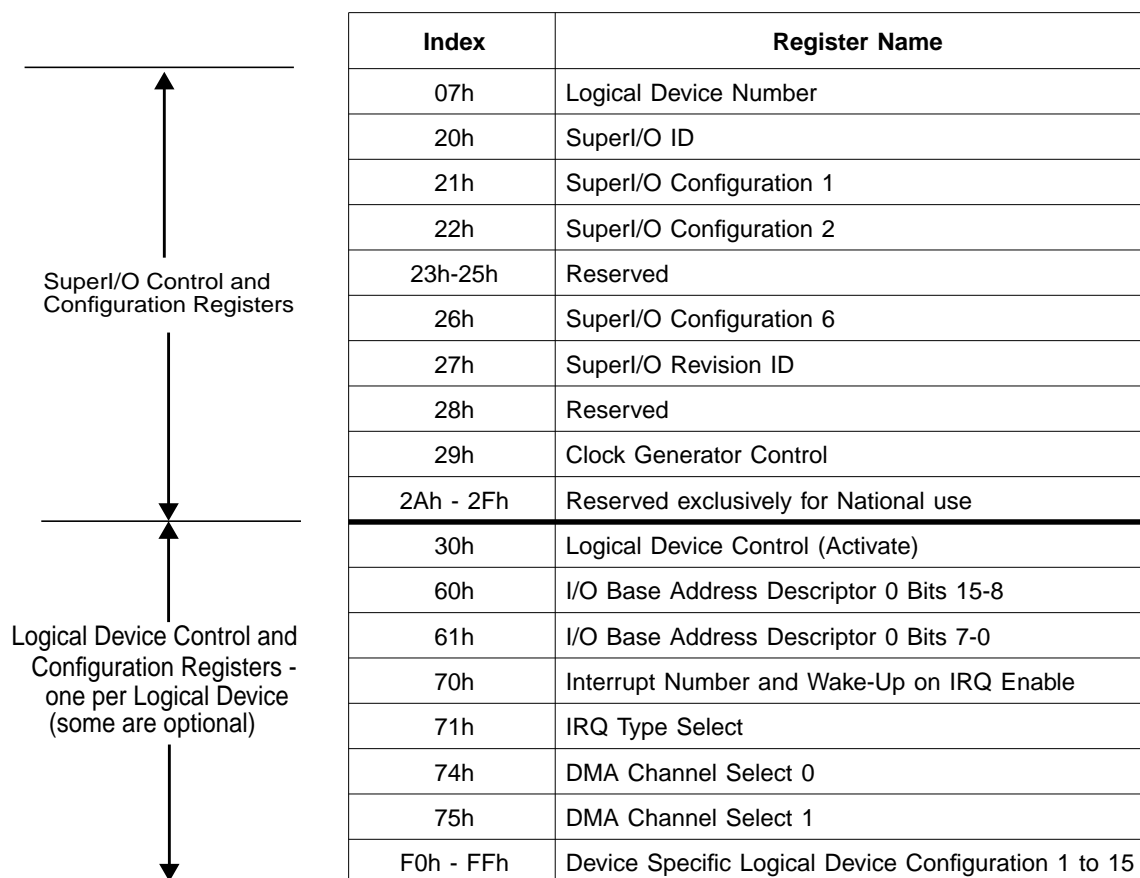 Index Register Name
07h Logical Device Number
20h SuperI/O ID
21h SuperI/O Configuration 1
22h SuperI/O Configuration 2
23h-25h Reserved
26h SuperI/O Configuration 6
27h SuperI/O Revision ID
28h Reserved
29h Clock Generator Control
2Ah - 2Fh Reserved exclusively for National use
30h Logical Device Control (Activate)
60h I/O Base Address Descriptor 0 Bits 15-8
61h I/O Base Address Descriptor 0 Bits 7-0
70h Interrupt Number and Wake-Up on IRQ Enable
71h IRQ Type Select
74h DMA Channel Select 0
75h DMA Channel Select 1
F0h - FFh Device Specific Logical Device Configuration 1 to 15
SuperI/O Control and
Configuration Registers
Logical Device Control and
Configuration Registers -
one per Logical Device
(some are optional)